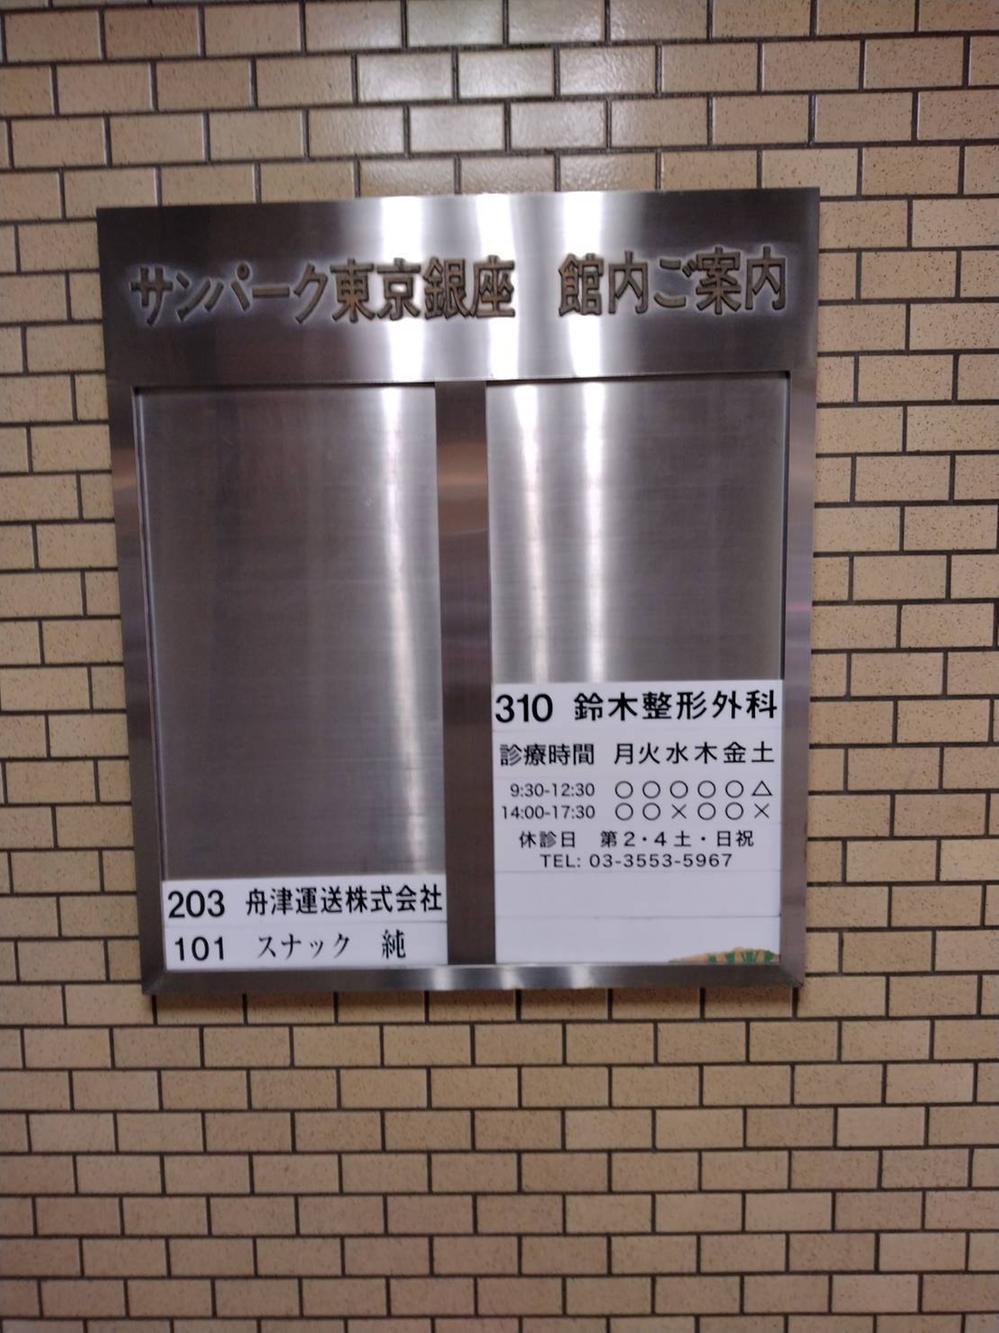 サンパーク東京銀座　館内ご案内
203 舟津運送株式会社
101 スナック　純
310 鈴木整形外科
診療時間 月火水木金土
9:30-12:30 ○○○○○△
14:00-17:30 ○○×○○×
休診日　第2・4土・日祝
TEL: 03-3553-5967